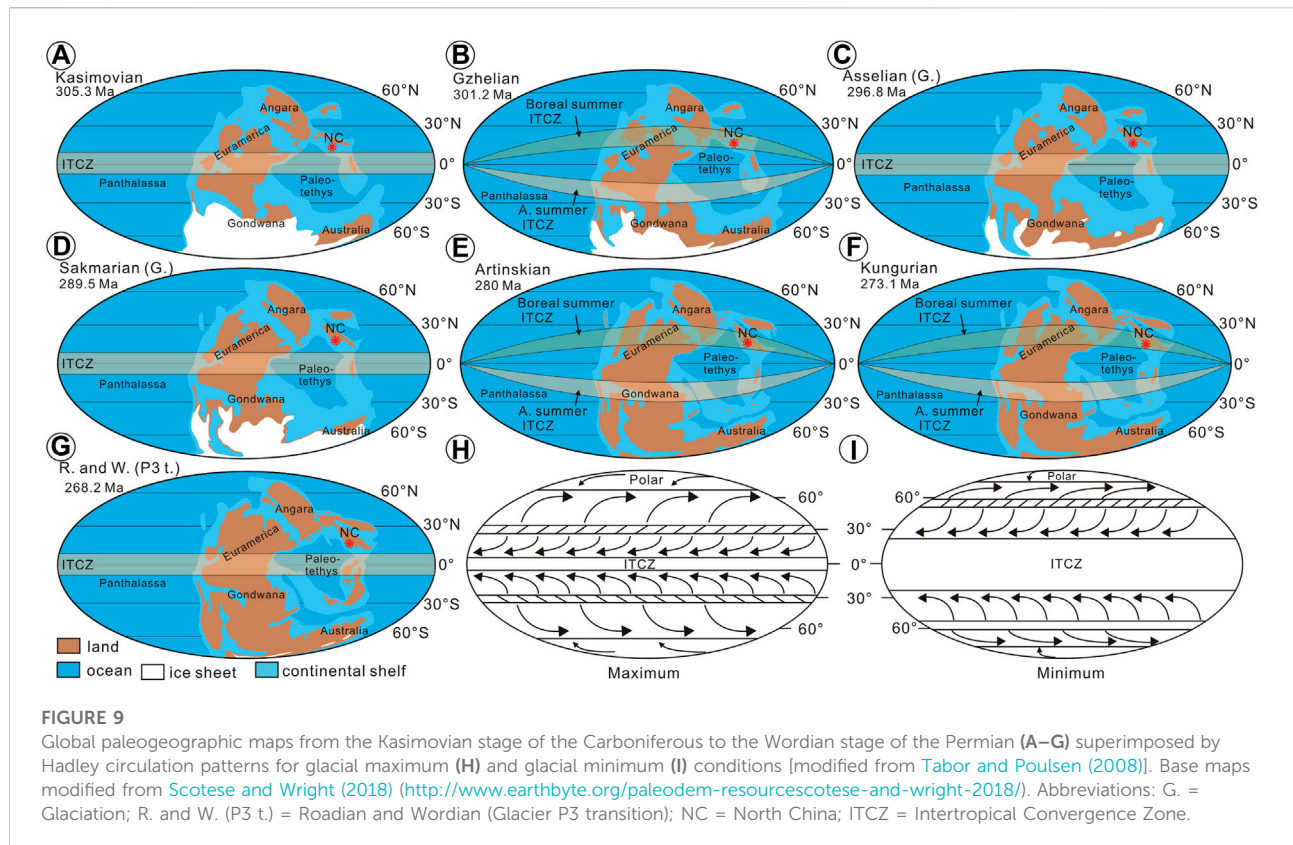 A
Kasimovian
305.3 Ma
60°N
Angara
30°N
NC
Euramerica
ITCZ
0°
Panthalassa
Paleo-
tethys
30°S
Gondwana
Australia
60°S
B
Gzhelian
301.2 Ma
60°N
Boreal summer
ITCZ
Angara
30°N
NC
Euramerica
0°
Paleo-
tethys
Panthalassa
A. summer
ITCZ
30°S
Gondwana
Australia
60°S
C
Asselian (G.)
296.8 Ma
60°N
Angara
30°N
NC
Euramerica
ITCZ
0°
Panthalassa
Paleo-
tethys
30°S
Gondwana
Australia
60°S
D
Sakmarian (G.)
289.5 Ma
60°N
Angara
30°N
NC
Euramerica
ITCZ
0°
Panthalassa
Paleo-
tethys
Gondwana
30°S
Australia
60°S
E
Artinskian
280 Ma
60°N
Boreal summer
ITCZ
Angara
30°N
NC
Euramerica
Paleo-
tethys
0°
Panthalassa
Gondwana
A. summer
ITCZ
30°S
Australia
60°S
F
Kungurian
273.1 Ma
60°N
Boreal summer
ITCZ
Angara
30°N
NC
Euramerica
Paleo-
tethys
0°
Panthalassa
Gondwana
A. summer
ITCZ
30°S
Australia
60°S
G
R. and W. (P3 t.)
268.2 Ma
60°N
Angara
30°N
NC
Euramerica
ITCZ
Paleo-
tethys
0°
Panthalassa
Gondwana
30°S
Australia
60°S
H
Polar
60°
30°
ITCZ
0°
30°
60°
Maximum
I
Polar
60°
30°
ITCZ
0°
30°
60°
Minimum
land
ocean ice sheet continental shelf
FIGURE 9
Global paleogeographic maps from the Kasimovian stage of the Carboniferous to the Wordian stage of the Permian (A–G) superimposed by
Hadley circulation patterns for glacial maximum (H) and glacial minimum (I) conditions [modified from Tabor and Poulsen (2008)]. Base maps
modified from Scotese and Wright (2018) (http://www.earthbyte.org/paleodem-resourcescotese-and-wright-2018/). Abbreviations: G. =
Glaciation; R. and W. (P3 t.) = Roadian and Wordian (Glacier P3 transition); NC = North China; ITCZ = Intertropical Convergence Zone.